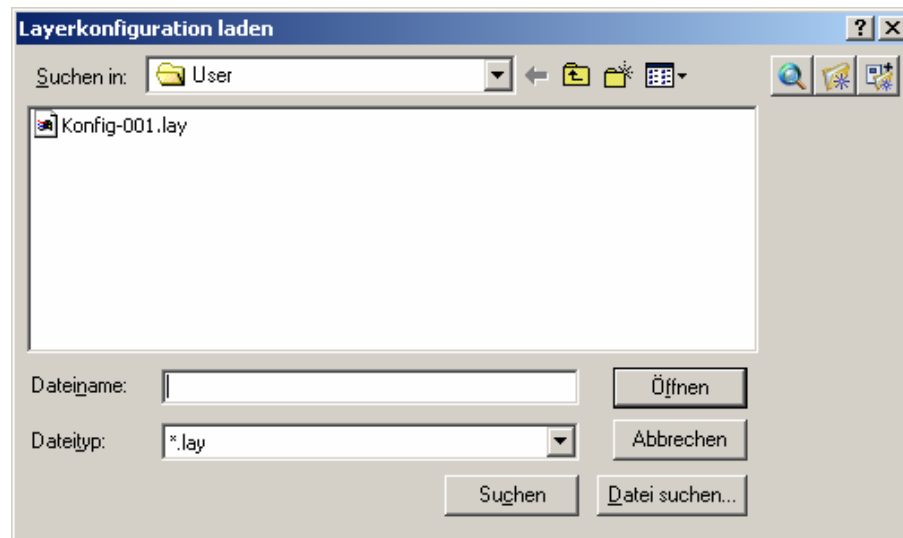 Layerkonfiguration laden
Suchen in: User
Konfig-001.lay
Dateiname:
Öffnen
Dateityp: *.lay
Abbrechen
Suchen
Datei suchen...